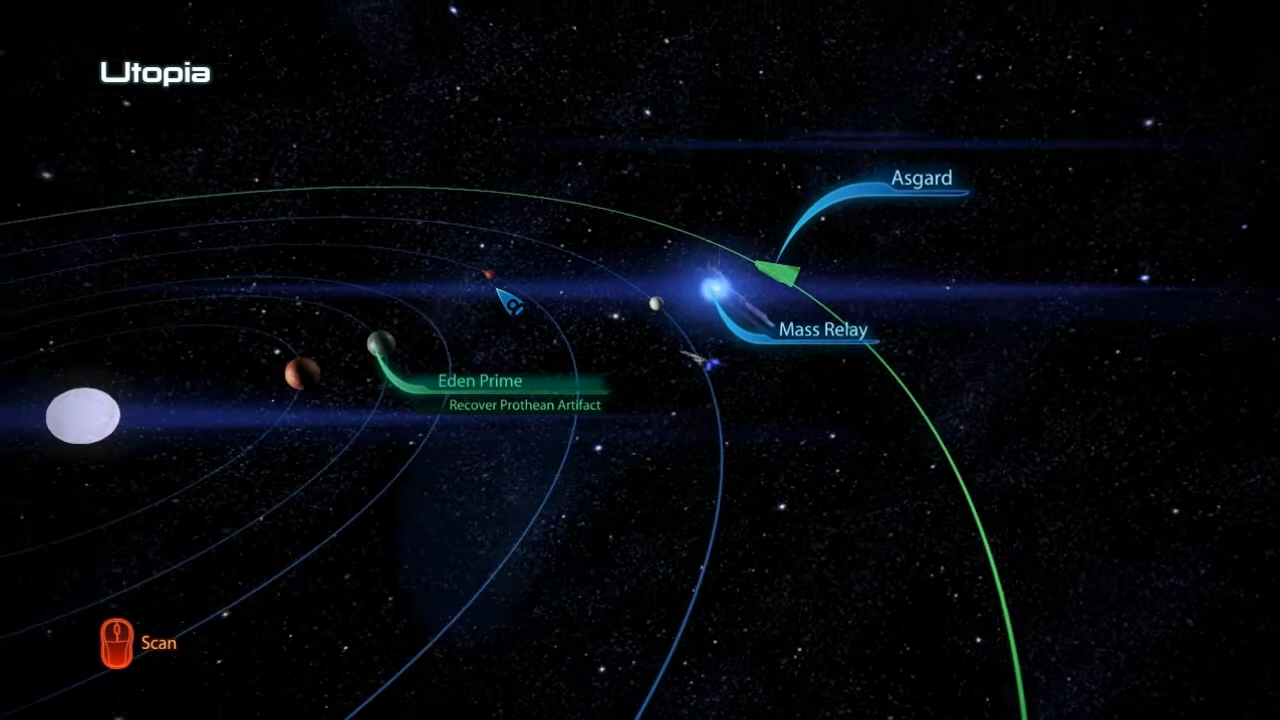 Utopia
Asgard
Mass Relay
Eden Prime
Recover Prothean Artifact
Scan